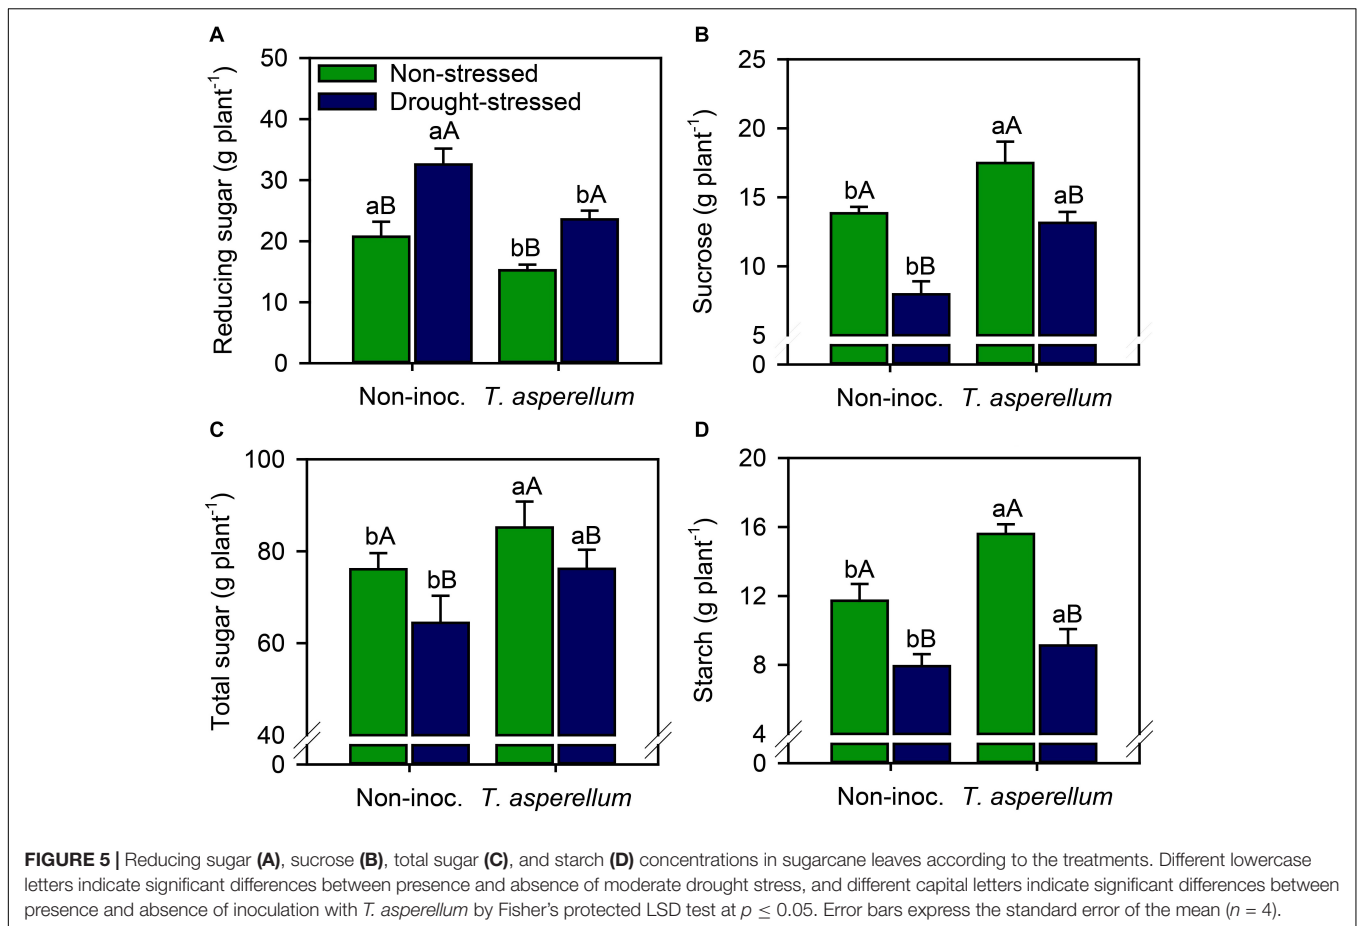 A
50
40
30
20
10
0
Reducing sugar (g plant-1)
Non-stressed
Drought-stressed
aB
aA
bB
bA
Non-inoc. T. asperellum
B
25
20
15
10
5
0
Sucrose (g plant-1)
bA
bB
aA
aB
Non-inoc. T. asperellum
C
100
80
60
40
0
Total sugar (g plant-1)
bA
bB
aA
aB
Non-inoc. T. asperellum
D
20
16
12
8
4
0
Starch (g plant-1)
bA
bB
aA
aB
Non-inoc. T. asperellum
FIGURE 5 | Reducing sugar (A), sucrose (B), total sugar (C), and starch (D) concentrations in sugarcane leaves according to the treatments. Different lowercase
letters indicate significant differences between presence and absence of moderate drought stress, and different capital letters indicate significant differences between
presence and absence of inoculation with T. asperellum by Fisher's protected LSD test at p ≤ 0.05. Error bars express the standard error of the mean (n = 4).